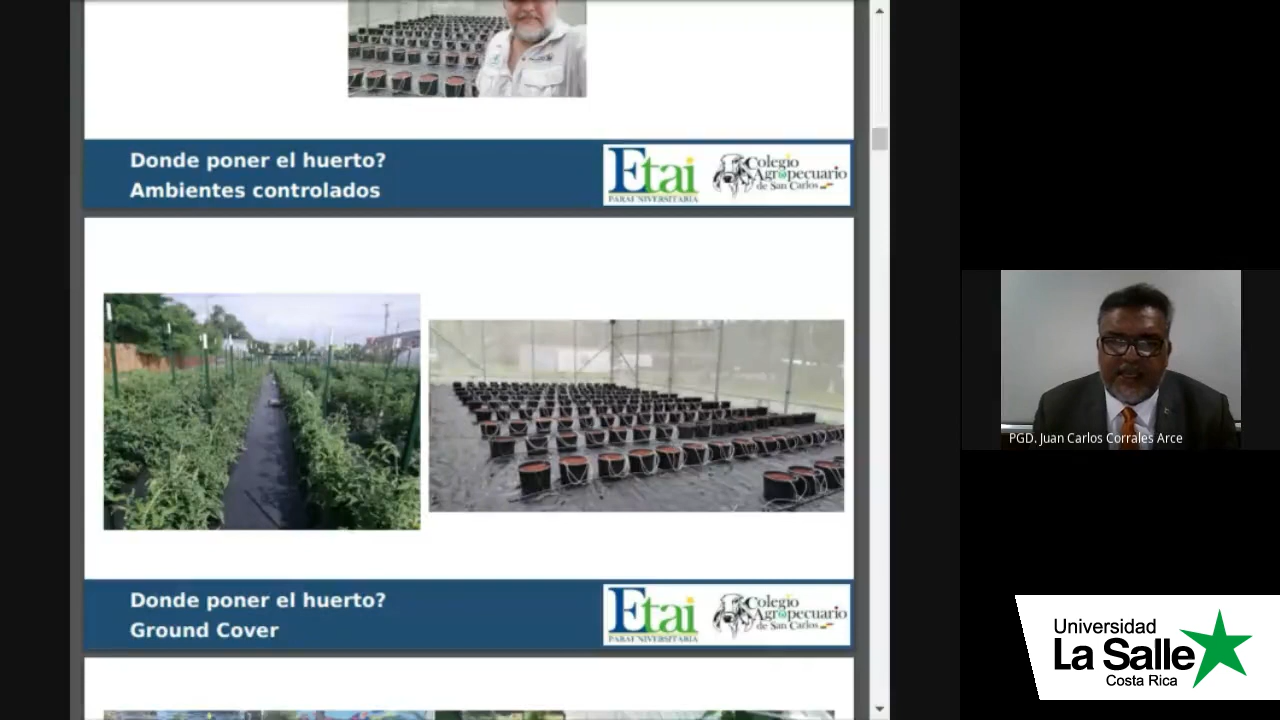 Donde poner el huerto?
Ambientes controlados
Etai
PARAUNIVERSITARIA
Colegio
Agropecuario
de San Carlos
Donde poner el huerto?
Ground Cover
Etai
PARAUNIVERSITARIA
Colegio
Agropecuario
de San Carlos
PGD. Juan Carlos Corrales Arce
Universidad
La Salle
Costa Rica